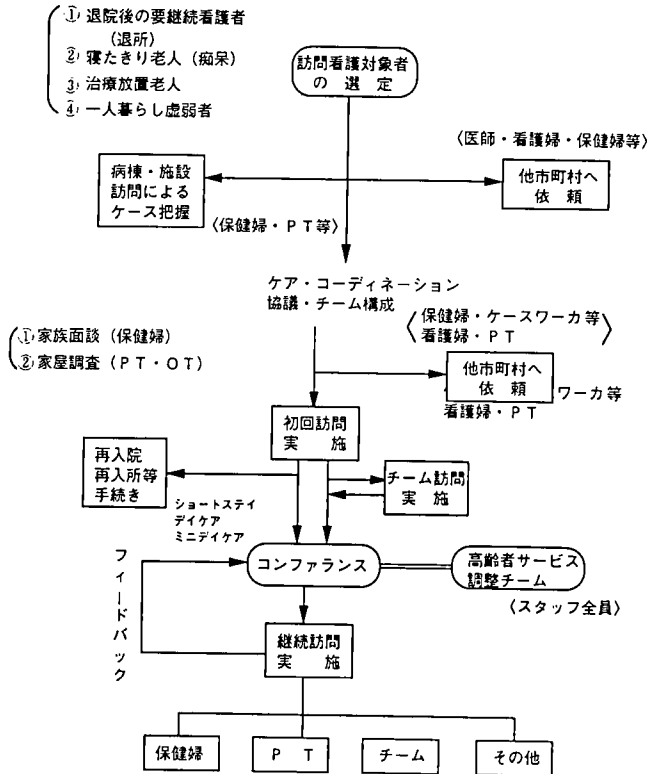 ① 退院後の要継続看護者
（退所）
② 寝たきり老人（痴呆）
③ 治療放置老人
④ 一人暮らし虚弱者
訪問看護対象者
の選定
〈医師・看護婦・保健婦等〉
病棟・施設
訪問による
ケース把握
他市町村へ
依頼
〈保健婦・ＰＴ等〉
ケア・コーディネーション
協議・チーム構成
〈保健婦・ケースワーカ等
看護婦・ＰＴ〉
① 家族面談（保健婦）
② 家屋調査（ＰＴ・ＯＴ）
他市町村へ
依頼
ワーカ等
看護婦・ＰＴ
初回訪問
実施
再入院
再入所等
手続き
チーム訪問
実施
ショートステイ
デイケア
ミニデイケア
コンファランス
高齢者サービス
調整チーム
〈スタッフ全員〉
フィードバック
継続訪問
実施
保健婦
ＰＴ
チーム
その他